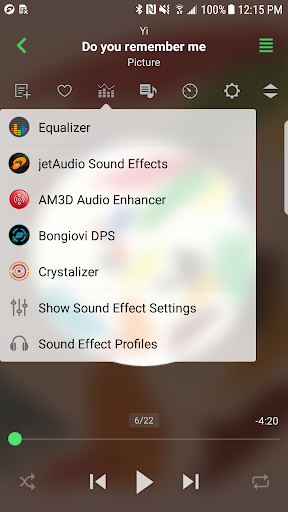 12:15 PM
Yi
Do you remember me
Picture
Equalizer
jetAudio Sound Effects
AM3D Audio Enhancer
Bongiovi DPS
Crystalizer
Show Sound Effect Settings
Sound Effect Profiles
6/22
-4:20